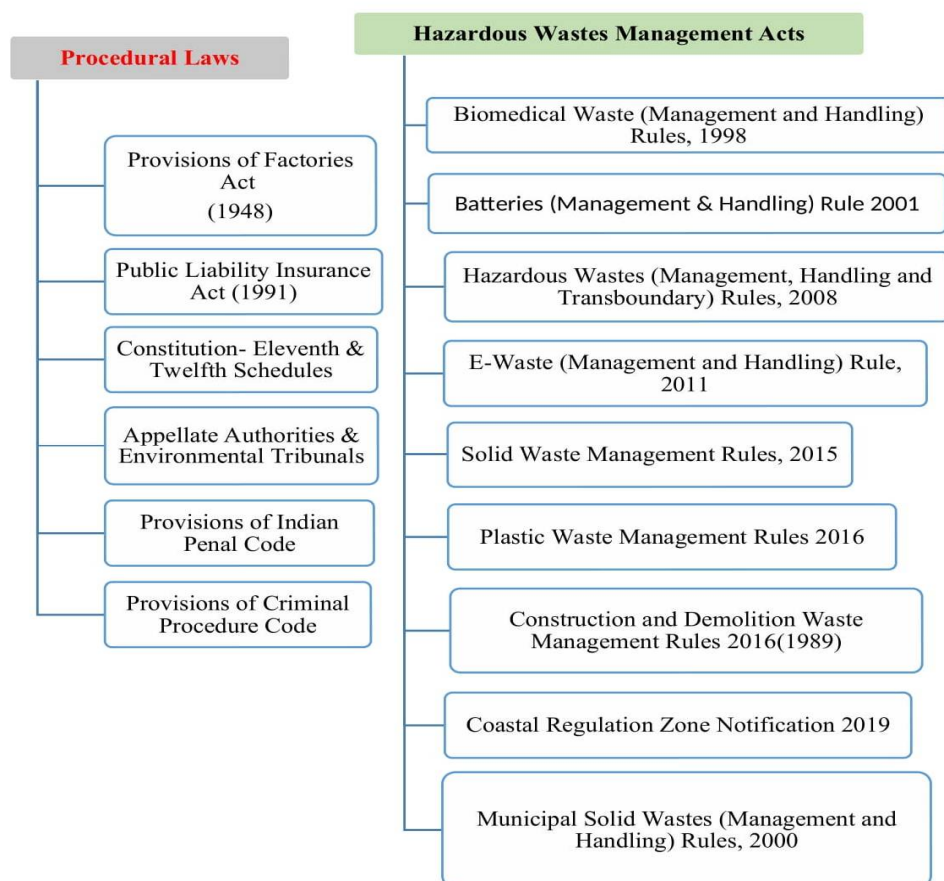 Procedural Laws
Provisions of Factories
Act
(1948)
Public Liability Insurance
Act (1991)
Constitution- Eleventh &
Twelfth Schedules
Appellate Authorities &
Environmental Tribunals
Provisions of Indian
Penal Code
Provisions of Criminal
Procedure Code
Hazardous Wastes Management Acts
Biomedical Waste (Management and Handling)
Rules, 1998
Batteries (Management & Handling) Rule 2001
Hazardous Wastes (Management, Handling and
Transboundary) Rules, 2008
E-Waste (Management and Handling) Rule,
2011
Solid Waste Management Rules, 2015
Plastic Waste Management Rules 2016
Construction and Demolition Waste
Management Rules 2016(1989)
Coastal Regulation Zone Notification 2019
Municipal Solid Wastes (Management and
Handling) Rules, 2000